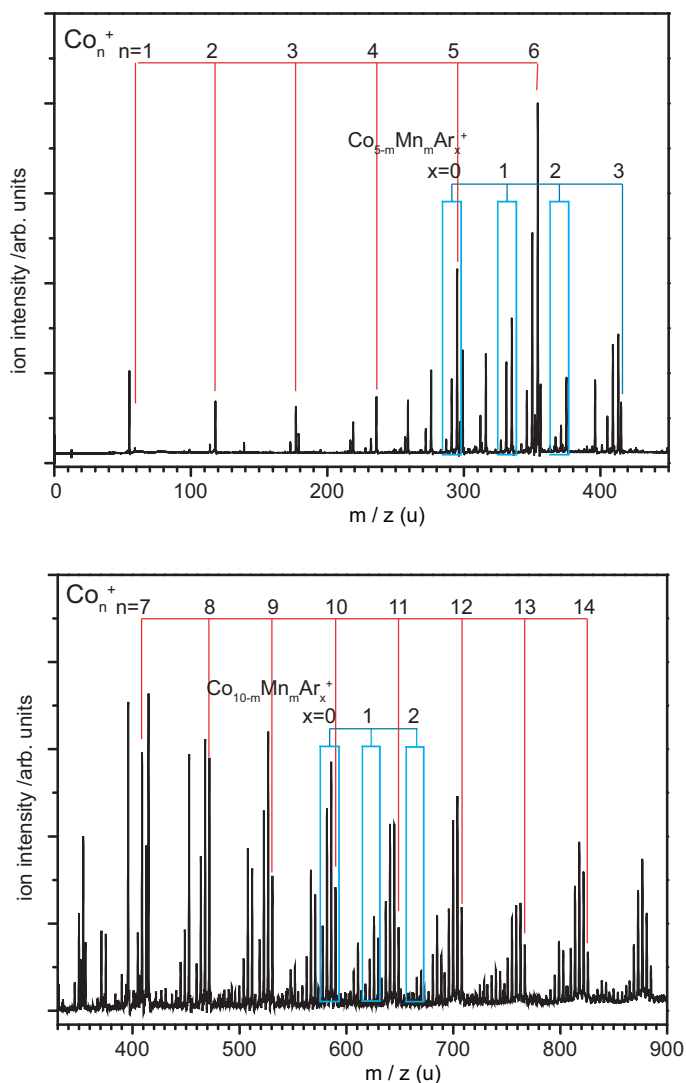 Coₙ⁺ n=1 2 3 4 5 6
Co₅₋ₘMnₘArₓ⁺
x=0 1 2 3
ion intensity /arb. units
0 100 200 300 400
m / z (u)
Coₙ⁺ n=7 8 9 10 11 12 13 14
Co₁₀₋ₘMnₘArₓ⁺
x=0 1 2
ion intensity /arb. units
400 500 600 700 800 900
m / z (u)